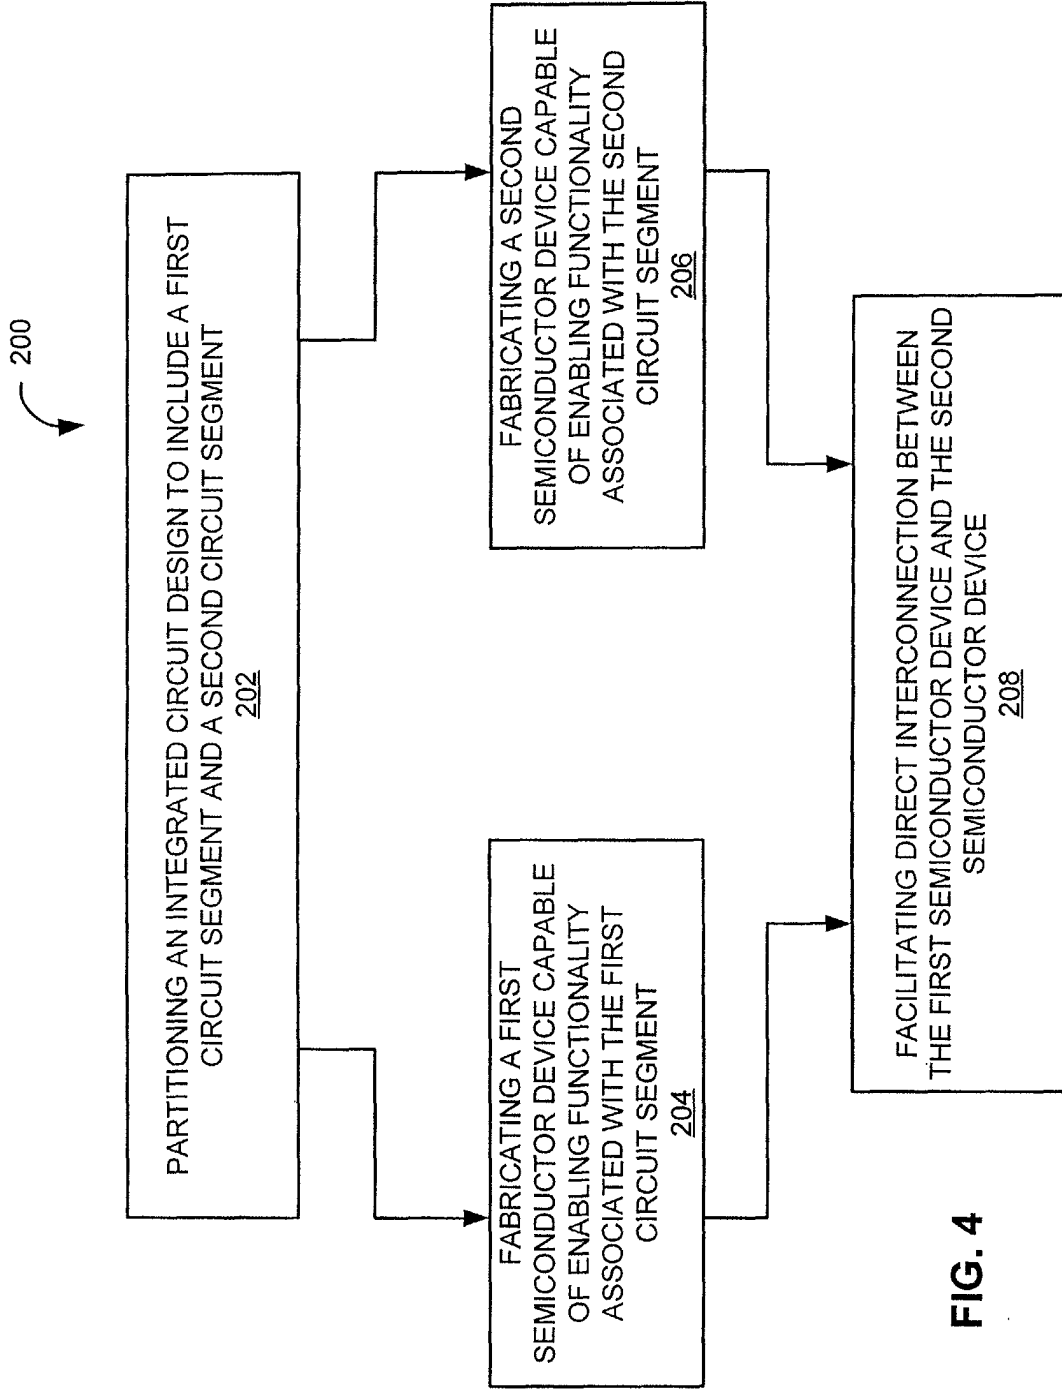 200
PARTITIONING AN INTEGRATED CIRCUIT DESIGN TO INCLUDE A FIRST
CIRCUIT SEGMENT AND A SECOND CIRCUIT SEGMENT
202
FABRICATING A FIRST
SEMICONDUCTOR DEVICE CAPABLE
OF ENABLING FUNCTIONALITY
ASSOCIATED WITH THE FIRST
CIRCUIT SEGMENT
204
FABRICATING A SECOND
SEMICONDUCTOR DEVICE CAPABLE
OF ENABLING FUNCTIONALITY
ASSOCIATED WITH THE SECOND
CIRCUIT SEGMENT
206
FACILITATING DIRECT INTERCONNECTION BETWEEN
THE FIRST SEMICONDUCTOR DEVICE AND THE SECOND
SEMICONDUCTOR DEVICE
208
FIG. 4